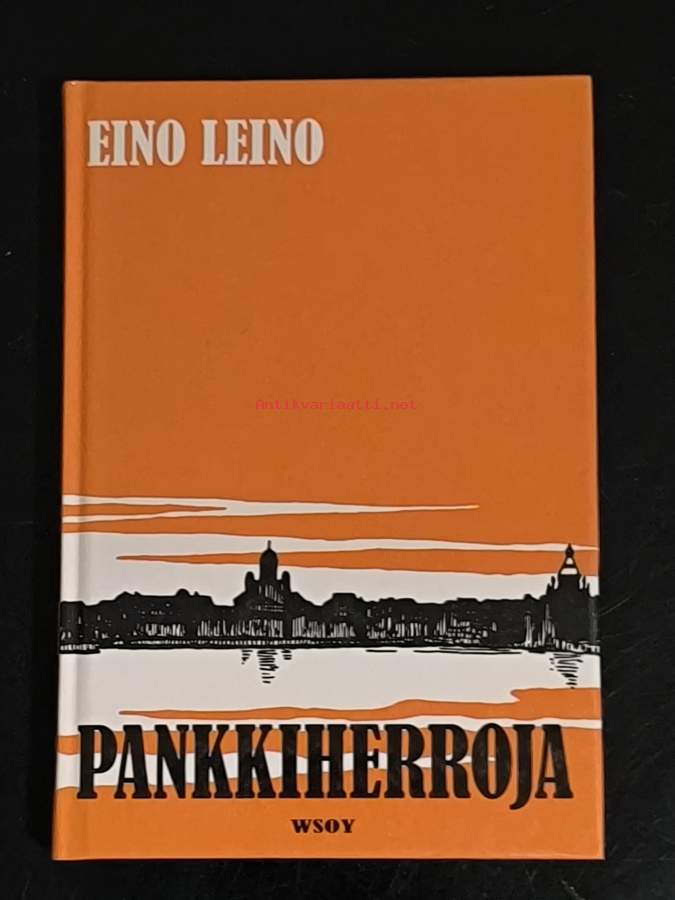 EINO LEINO
Antikvariaatti.net
PANKKIHERROJA
WSOY